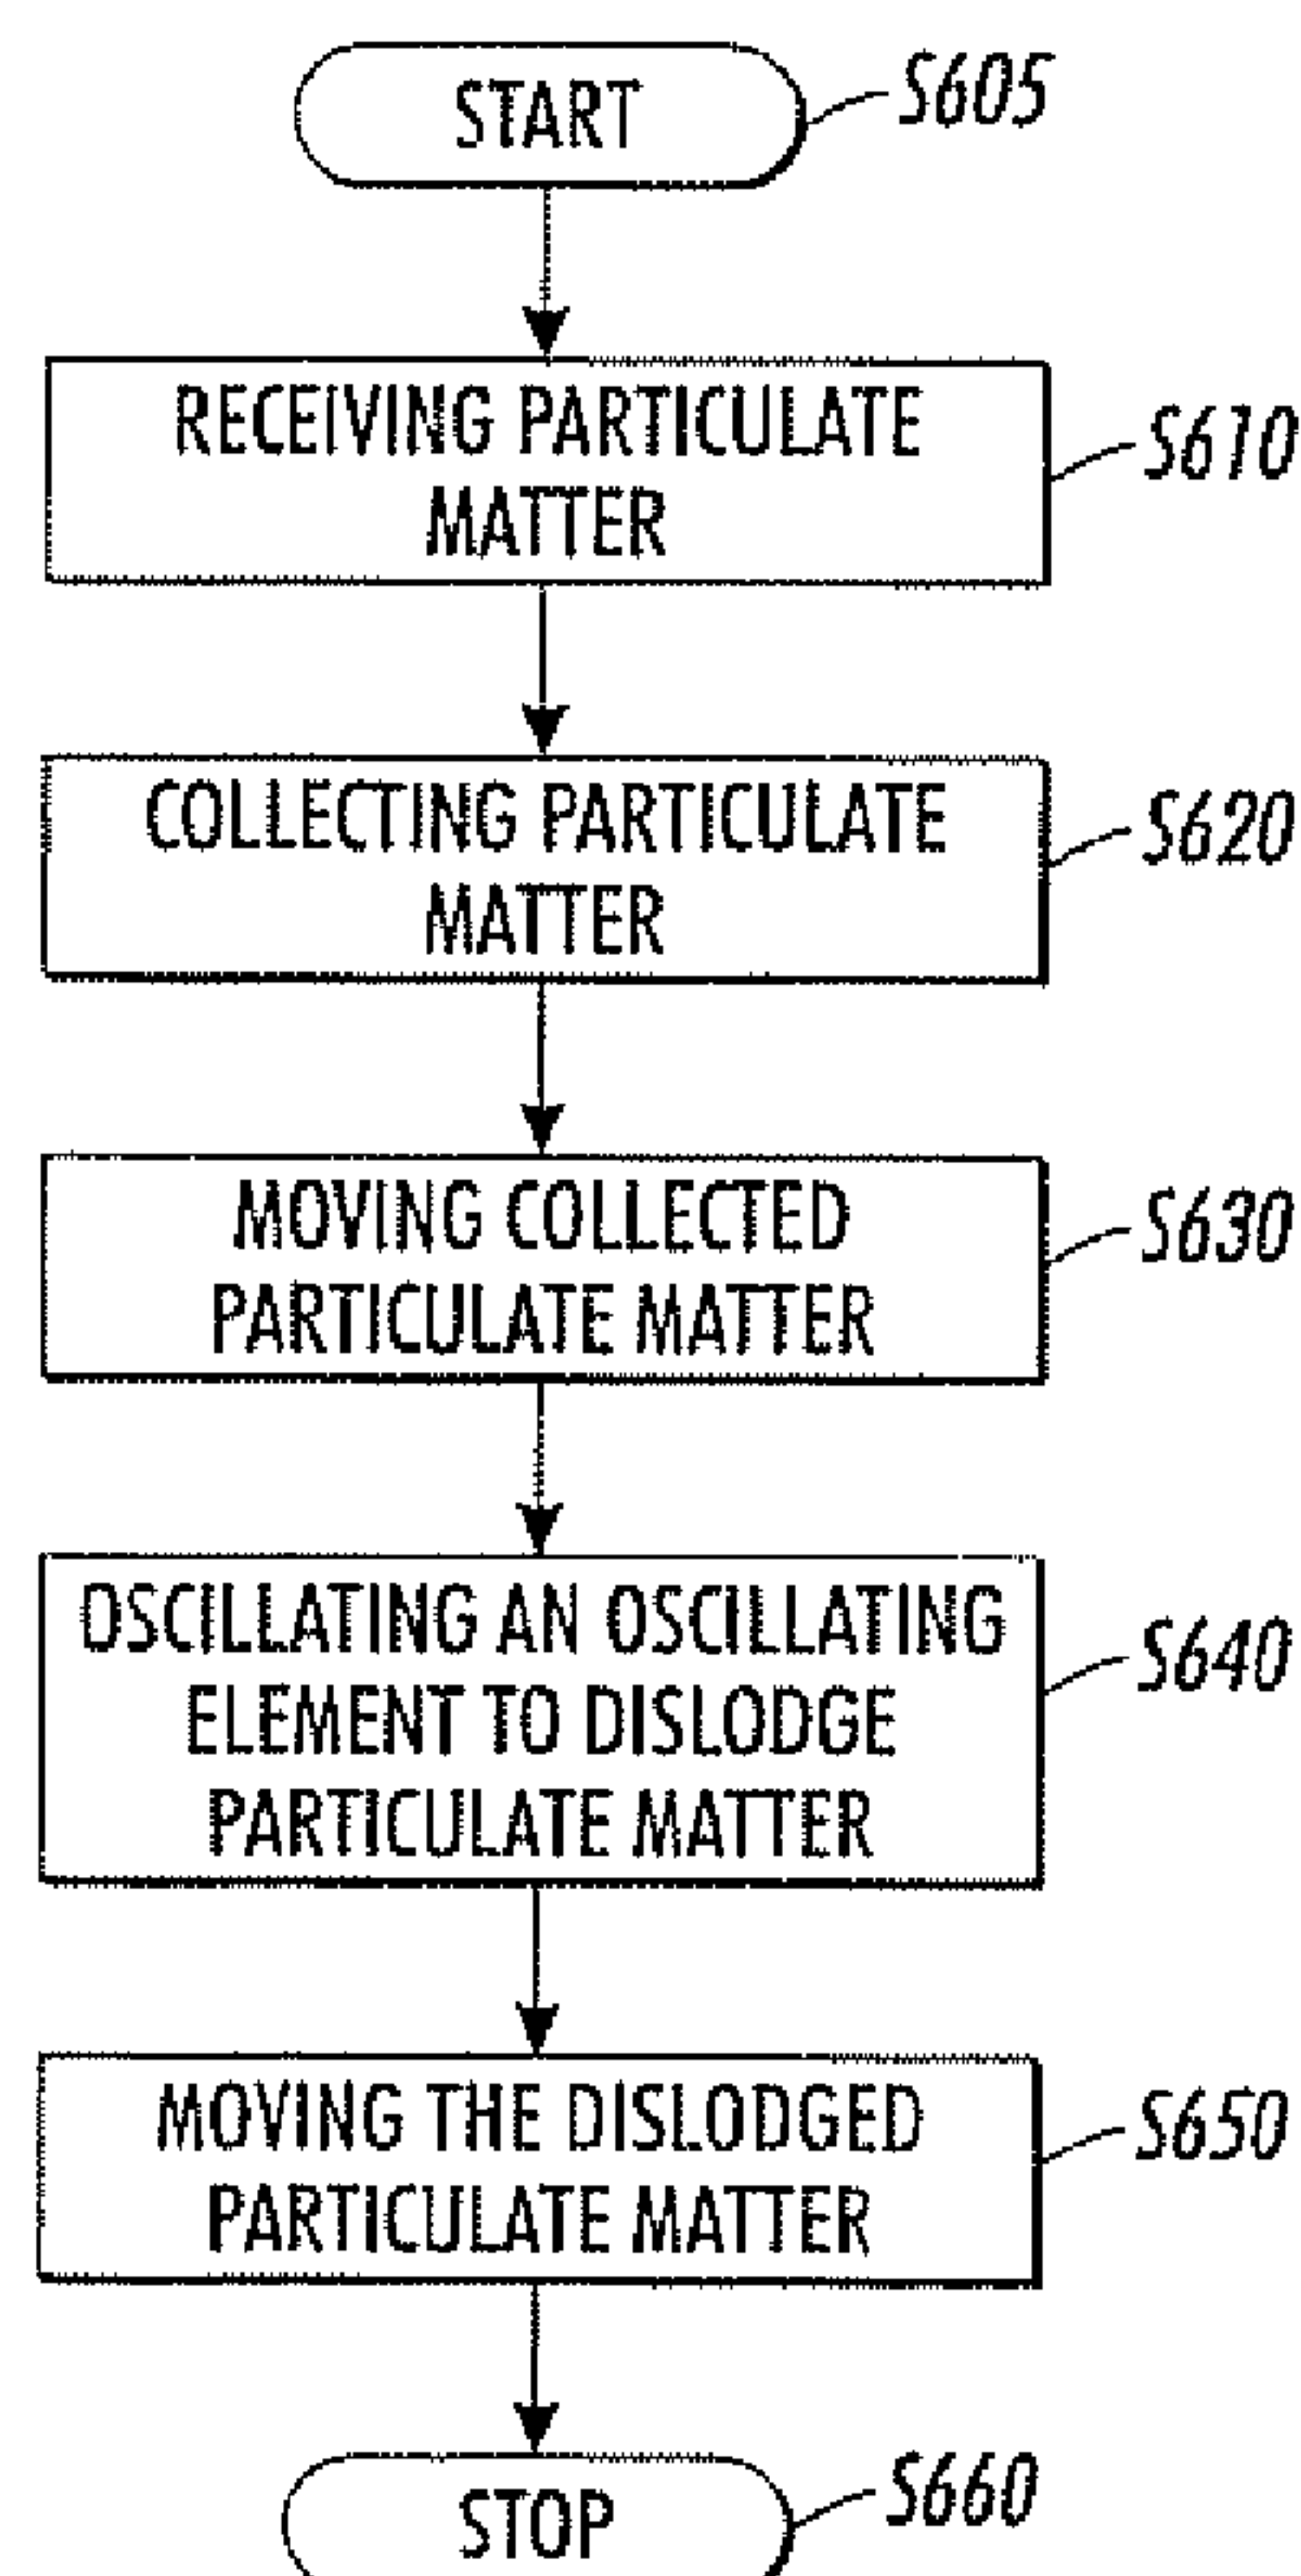 START
S605
RECEIVING PARTICULATE
MATTER
S610
COLLECTING PARTICULATE
MATTER
S620
MOVING COLLECTED
PARTICULATE MATTER
S630
OSCILLATING AN OSCILLATING
ELEMENT TO DISLODGE
PARTICULATE MATTER
S640
MOVING THE DISLODGED
PARTICULATE MATTER
S650
STOP
S660